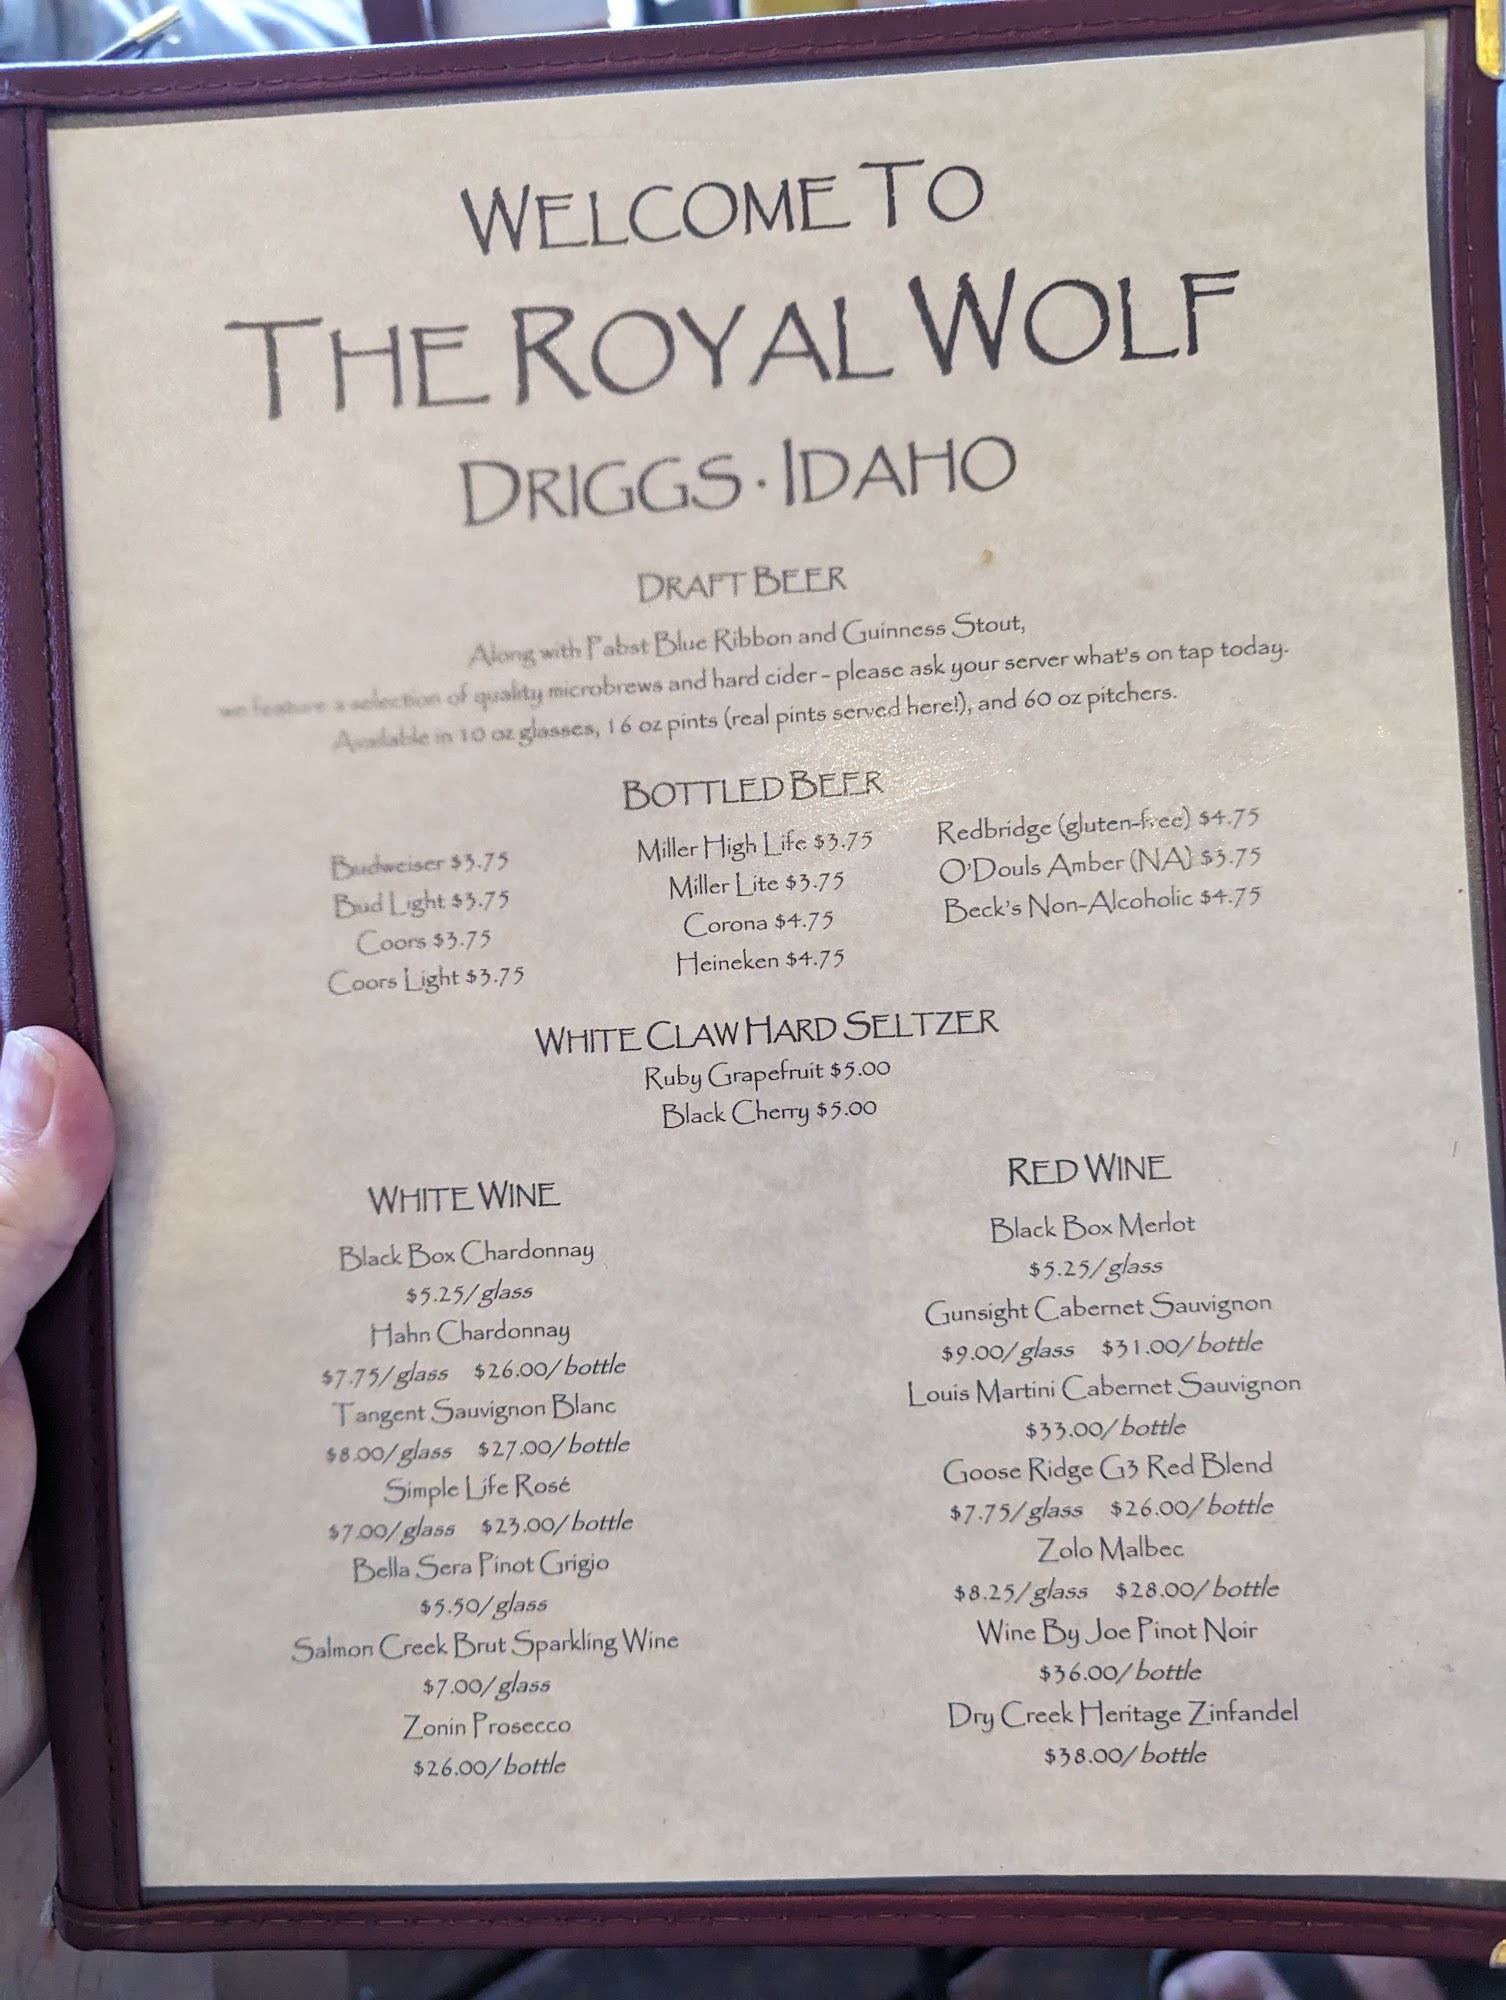 WELCOME TO
THE ROYAL WOLF
DRIGGS · IDAHO
DRAFT BEER
Along with Pabst Blue Ribbon and Guinness Stout,
we feature a selection of quality microbrews and hard cider - please ask your server what's on tap today.
Available in 10 oz glasses, 16 oz pints (real pints served here!), and 60 oz pitchers.
BOTTLED BEER
Budweiser $3.75
Bud Light $3.75
Coors $3.75
Coors Light $3.75
Miller High Life $3.75
Miller Lite $3.75
Corona $4.75
Heineken $4.75
Redbridge (gluten-free) $4.75
O'Douls Amber (NA) $3.75
Beck's Non-Alcoholic $4.75
WHITE CLAW HARD SELTZER
Ruby Grapefruit $5.00
Black Cherry $5.00
WHITE WINE
Black Box Chardonnay
$5.25/glass
Hahn Chardonnay
$7.75/glass $26.00/bottle
Tangent Sauvignon Blanc
$8.00/glass $27.00/bottle
Simple Life Rosé
$7.00/glass $23.00/bottle
Bella Sera Pinot Grigio
$5.50/glass
Salmon Creek Brut Sparkling Wine
$7.00/glass
Zonin Prosecco
$26.00/bottle
RED WINE
Black Box Merlot
$5.25/glass
Gunsight Cabernet Sauvignon
$9.00/glass $31.00/bottle
Louis Martini Cabernet Sauvignon
$33.00/bottle
Goose Ridge G3 Red Blend
$7.75/glass $26.00/bottle
Zolo Malbec
$8.25/glass $28.00/bottle
Wine By Joe Pinot Noir
$36.00/bottle
Dry Creek Heritage Zinfandel
$38.00/bottle